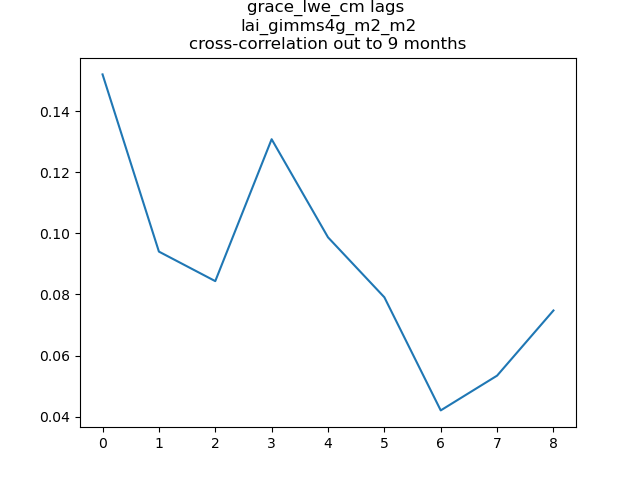 grace_lwe_cm lags
lai_gimms4g_m2_m2
cross-correlation out to 9 months
0.14
0.12
0.10
0.08
0.06
0.04
0 1 2 3 4 5 6 7 8